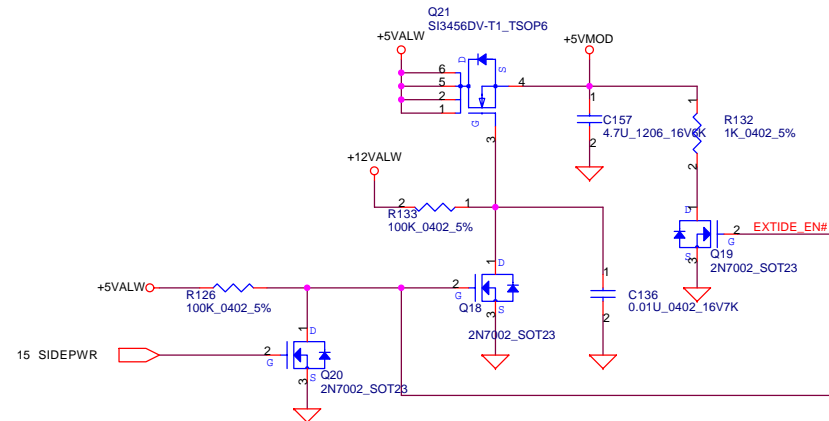 Q21
SI3456DV-T1_TSOP6
+5VALW
+5VMOD
D
S
6
5
2
1
4
G
3
1
C157
4.7U_1206_16V6K
2
1
R132
1K_0402_5%
2
+12VALW
2
1
R133
100K_0402_5%
1
D
2
EXTIDE_EN#
G
S
3
Q19
2N7002_SOT23
1
D
+5VALW
R126
100K_0402_5%
2
G
Q18
S
3
2N7002_SOT23
1
C136
0.01U_0402_16V7K
2
1
D
15 SIDEPWR
2
G
S
3
Q20
2N7002_SOT23